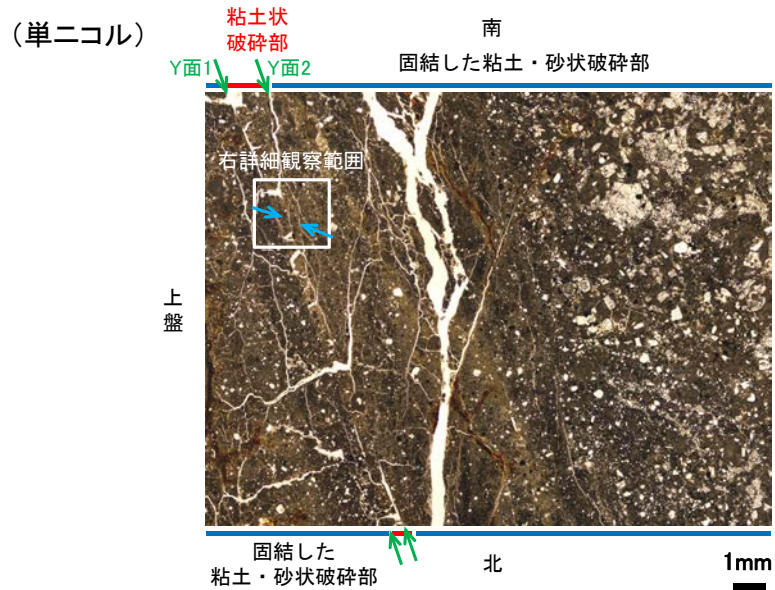 （単ニコル）
粘土状
破砕部
南
Y面1
Y面2
固結した粘土・砂状破砕部
右詳細観察範囲
上
盤
固結した
粘土・砂状破砕部
北
1mm